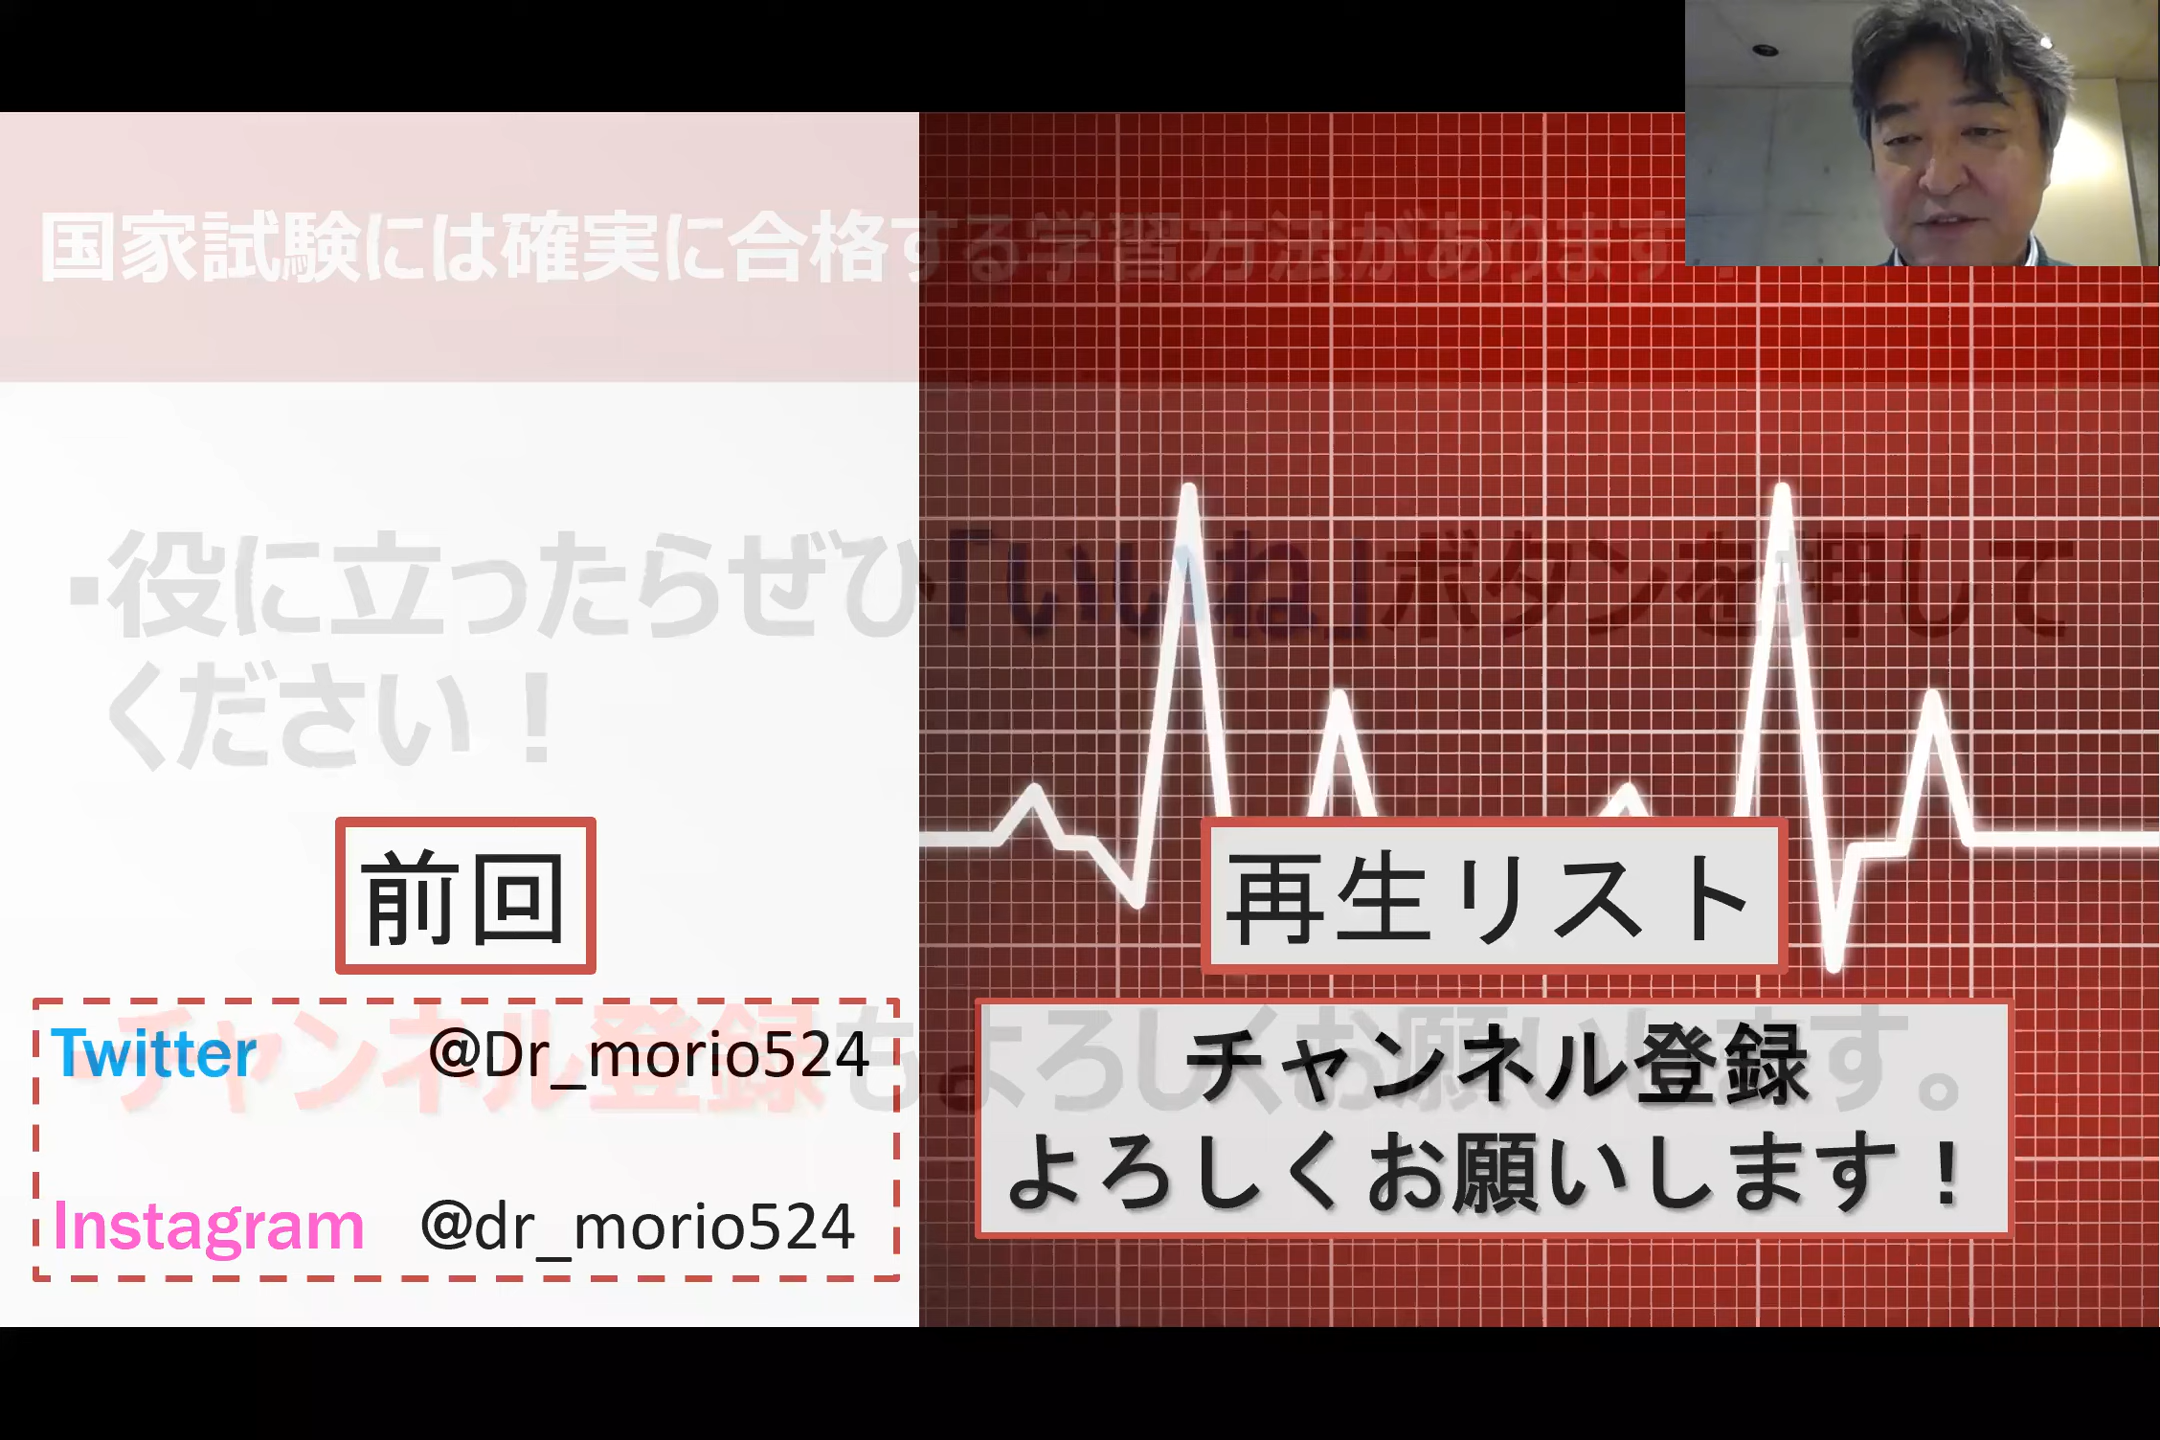 国家試験には確実に合格する学習方法があります！
▪役に立ったらぜひ「いいね」ボタンを押して
ください！
前回
再生リスト
▪チャンネル登録もよろしくお願いします。
Twitter @Dr_morio524
Instagram @dr_morio524
チャンネル登録
よろしくお願いします！